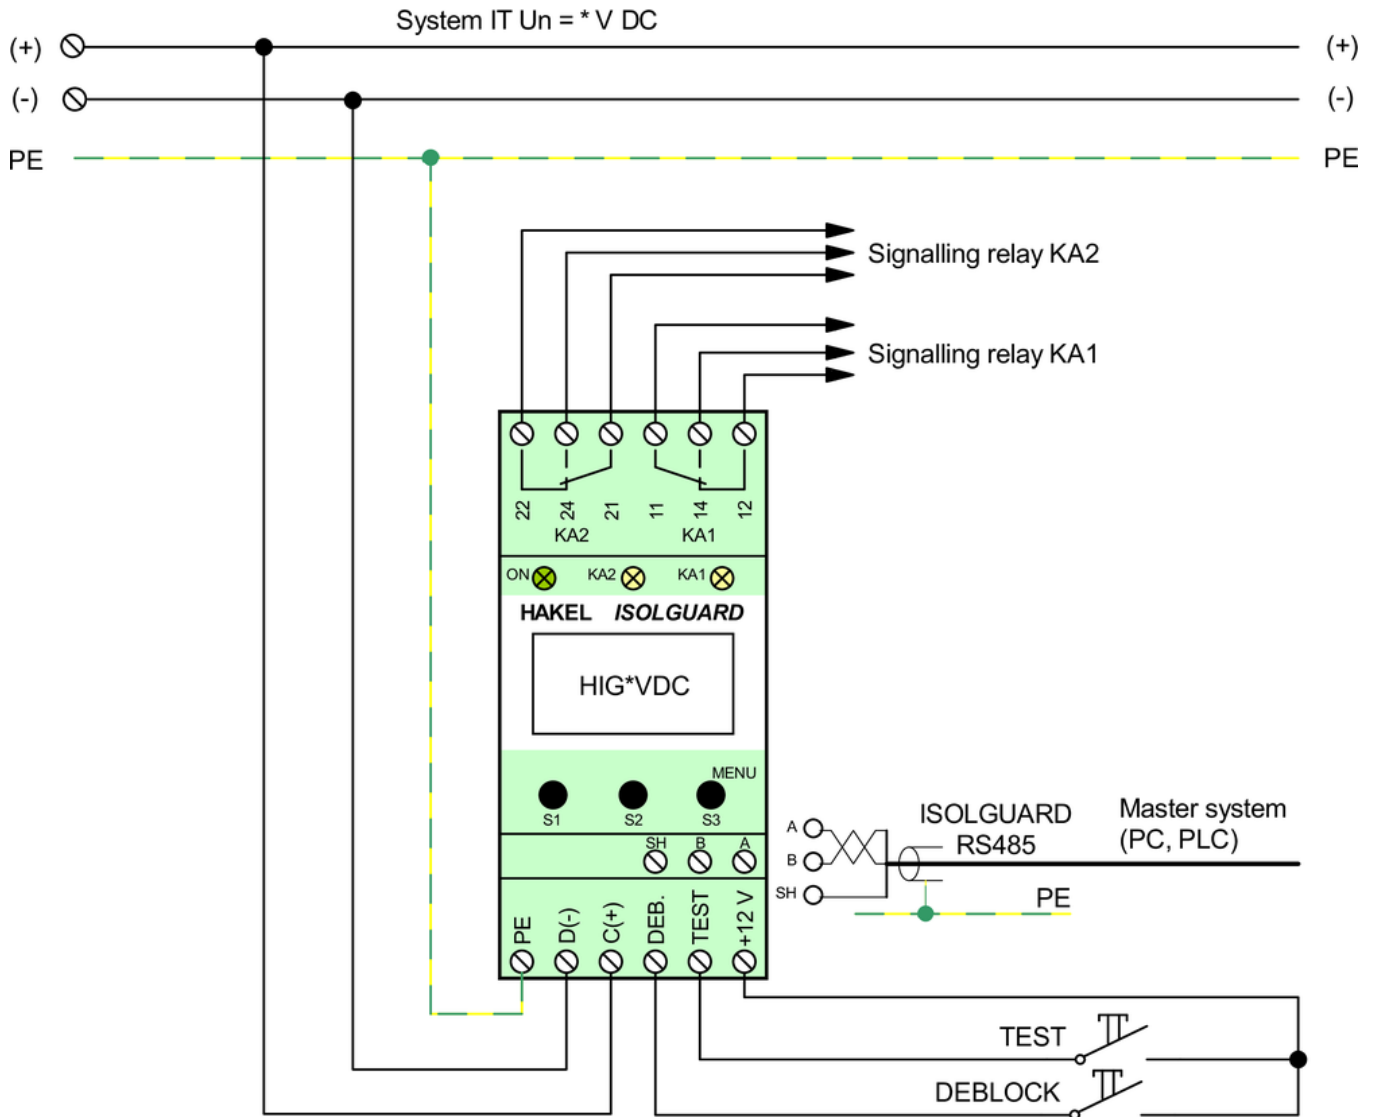 System IT Un = * V DC
(+) (+)
(-) (-)
PE PE
Signalling relay KA2
Signalling relay KA1
22 24 21 11 14 12
KA2 KA1
ON KA2 KA1
HAKEL ISOLGUARD
HIG*VDC
MENU
S1 S2 S3
SH B A
PE D(-) C(+) DEB. TEST +12 V
A
B
SH
ISOLGUARD
RS485
Master system
(PC, PLC)
PE
TEST
DEBLOCK